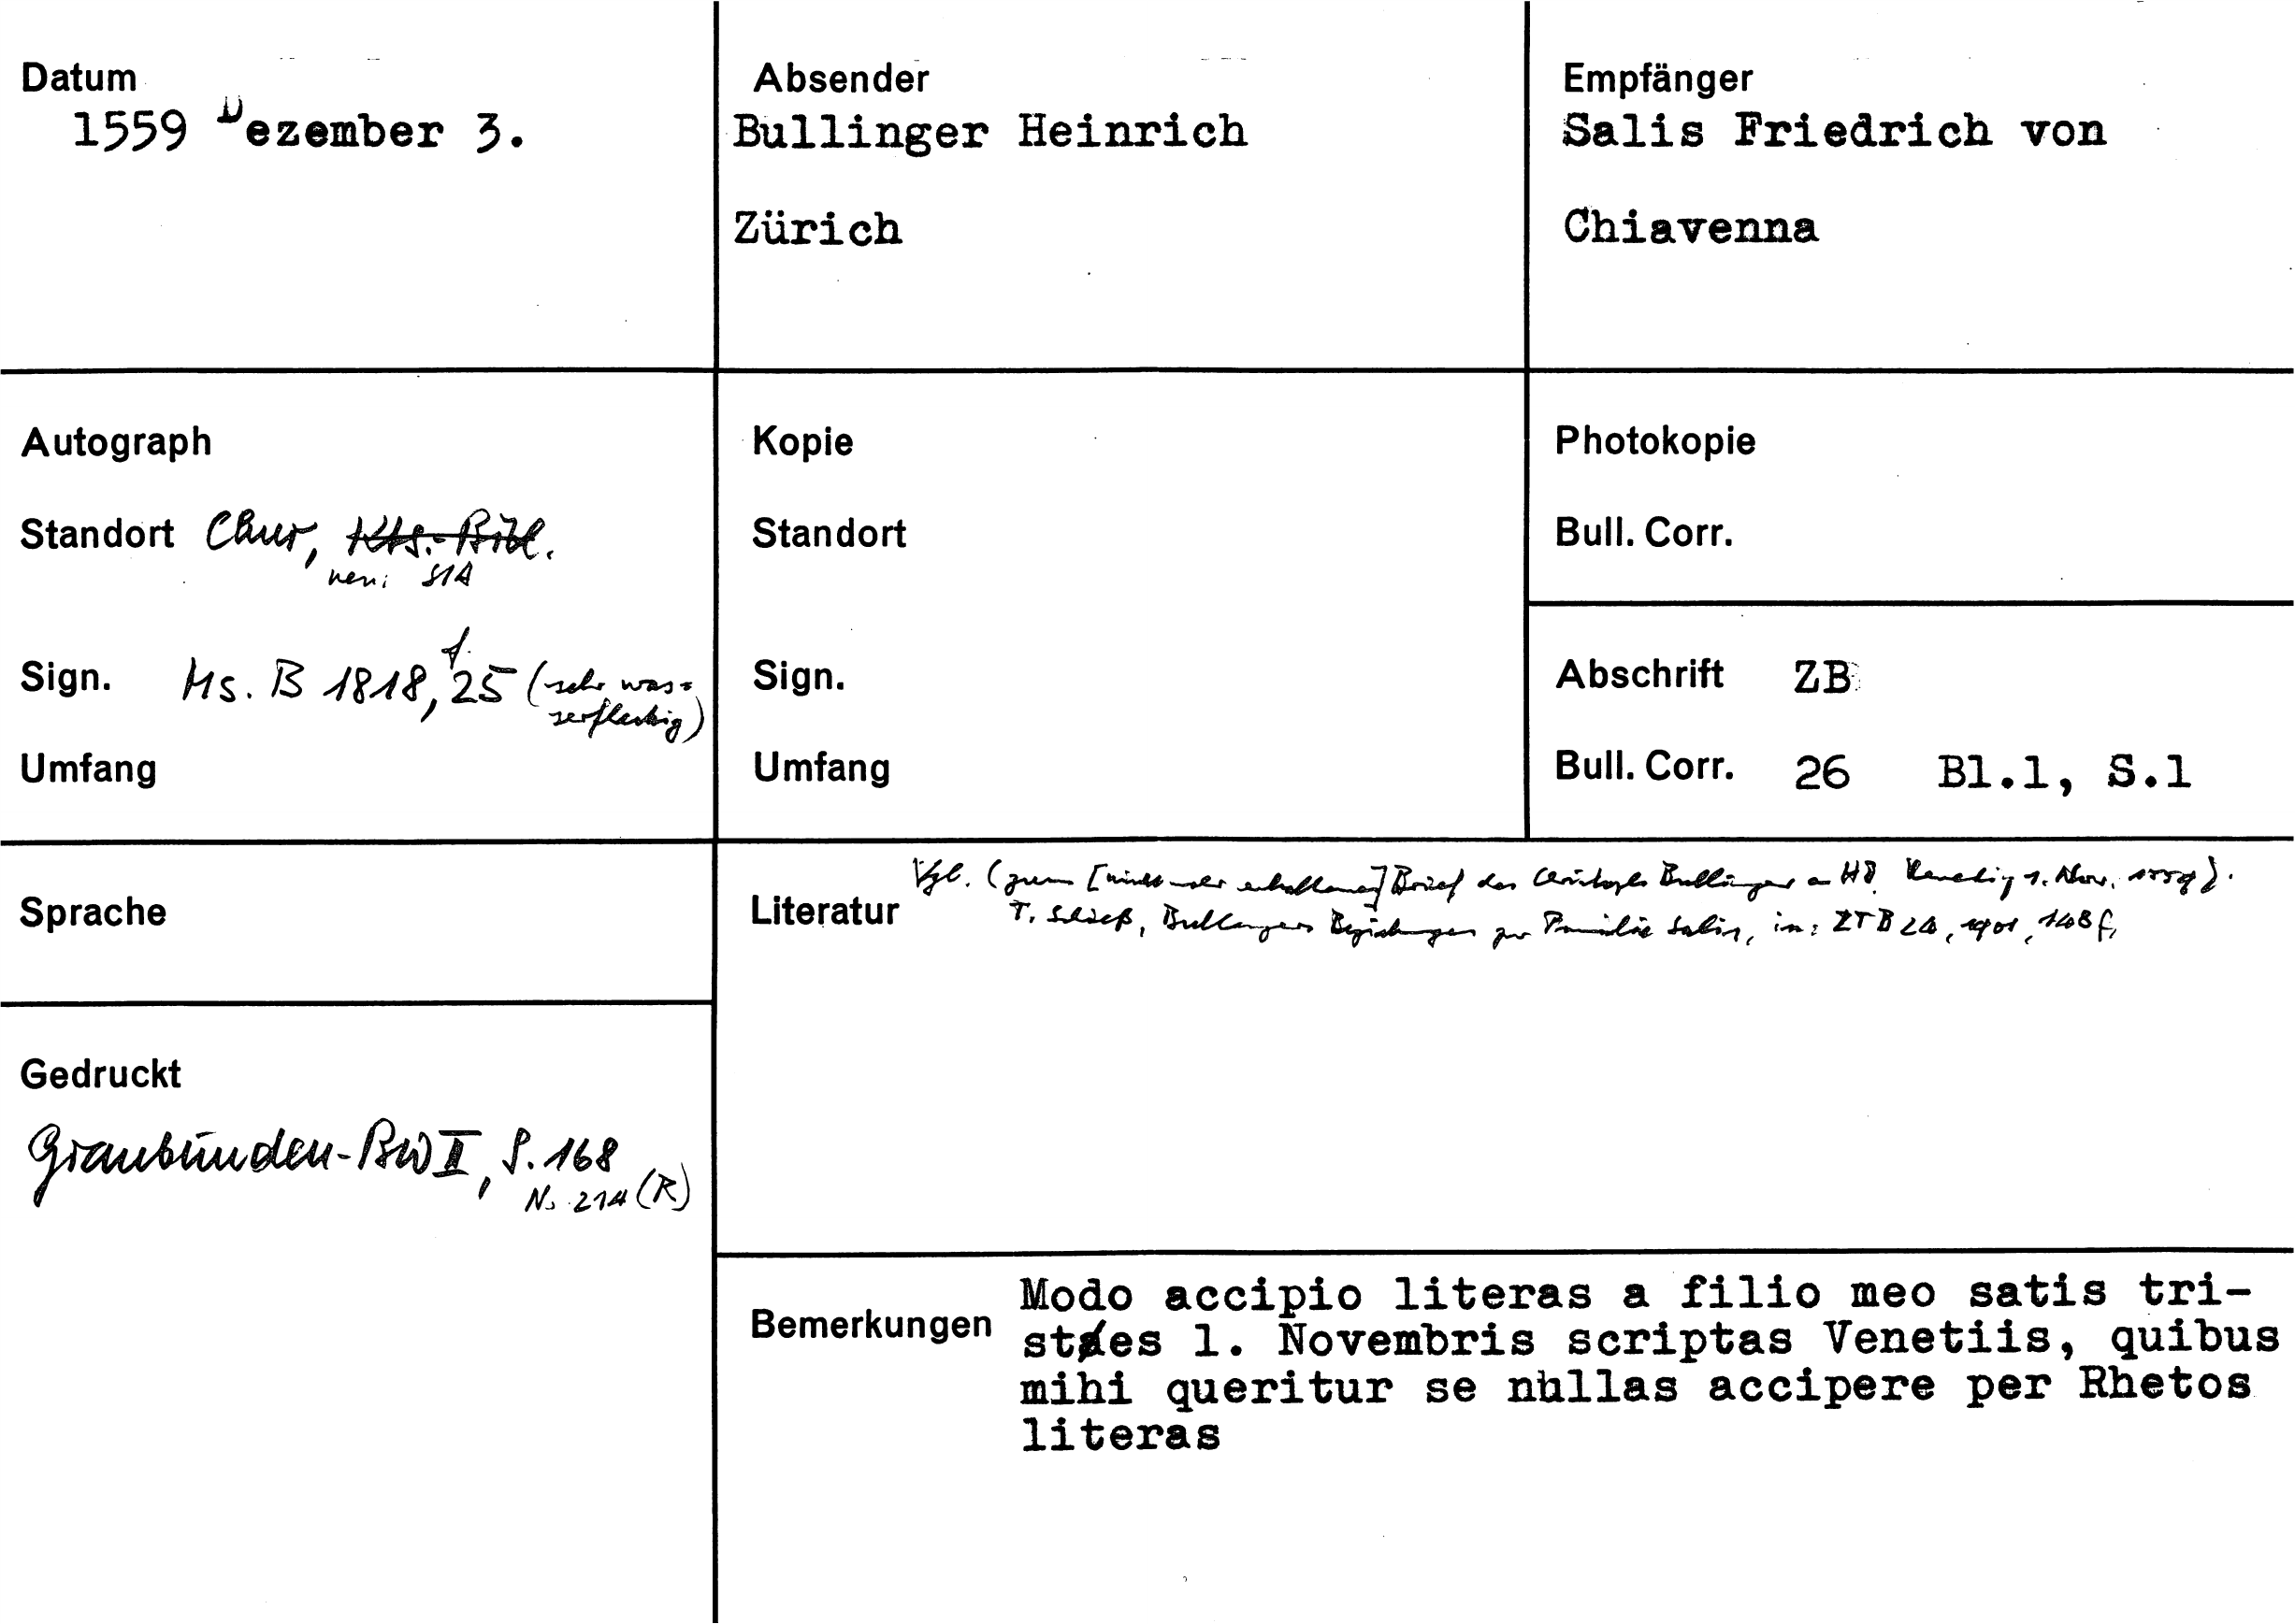 Datum
1559 Dezember 3.
Absender
Bullinger Heinrich
Zürich
Empfänger
Salis Friedrich von
Chiavenna
Autograph
Standort Chur, Kts.-Bibl.
neu: StA
Sign. Ms. B 1818, f. 25 (sehr was=
serfleckig)
Umfang
Kopie
Standort
Sign.
Umfang
Photokopie
Bull. Corr.
Abschrift ZB
Bull. Corr. 26 Bl.1, S.1
Sprache
Gedruckt
Graubünden-BW II, S. 168
Nr. 214 (R)
Literatur
Vgl. (zum [nicht mehr erhaltenen] Brief des Christoph Bullinger an HB Venedig 1. Nov. 1559).
T. Schieß, Bullingers Beziehungen zur Familie Salis, in: ZTB 24, 1901, 148 f.
Bemerkungen
Modo accipio literas a filio meo satis tri-
stes 1. Novembris scriptas Venetiis, quibus
mihi queritur se nullas accipere per Rhetos
literas